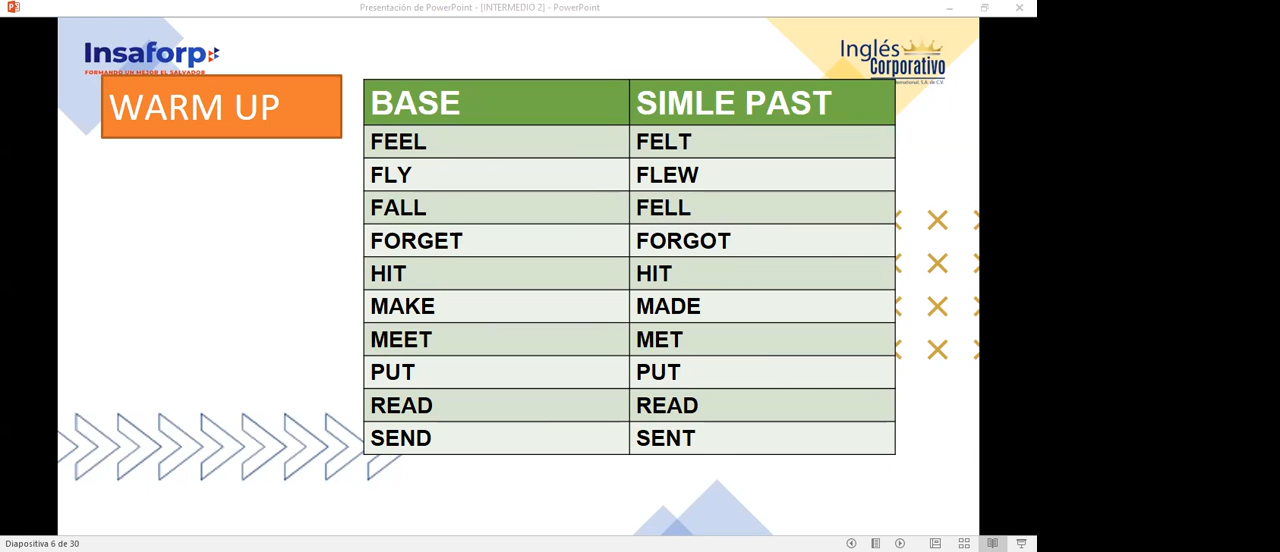 Presentación de PowerPoint - [INTERMEDIO 2] - PowerPoint
Insaforp
FORMANDO UN MEJOR EL SALVADOR
Inglés
Corporativo
International, S.A. de C.V.
WARM UP
BASE SIMLE PAST
FEEL FELT
FLY FLEW
FALL FELL
FORGET FORGOT
HIT HIT
MAKE MADE
MEET MET
PUT PUT
READ READ
SEND SENT
Diapositiva 6 de 30